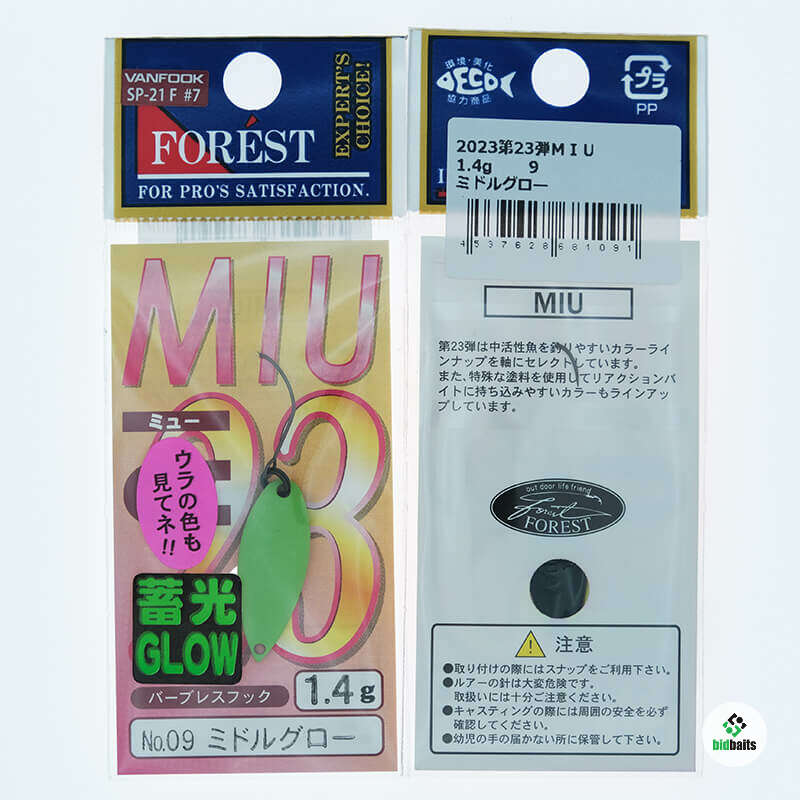 VANFOOK
SP-21 F #7
EXPERT'S
CHOICE!
FORÉST
FOR PRO'S SATISFACTION.
MIU
ミュー
23
ウラの色も
見てネ!!
蓄光
GLOW
バーブレスフック
1.4g
No.09 ミドルグロー
環境・美化
ECO
協力商品
プラ
PP
2023第23弾ＭＩＵ
1.4g 9
ミドルグロー
4597628681091
MIU
第23弾は中活性魚を釣りやすいカラーライ
ンナップを軸にセレクトしています。
また、特殊な塗料を使用してリアクションバ
イトに持ち込みやすいカラーもラインアッ
プしています。
out door life friend
forest
FOREST
注意
●取り付けの際にはスナップをご利用下さい。
●ルアーの針は大変危険です。
取扱いには十分ご注意ください。
●キャスティングの際には周囲の安全を必ず
確認してください。
●幼児の手の届かない所に保管して下さい。
bidbaits